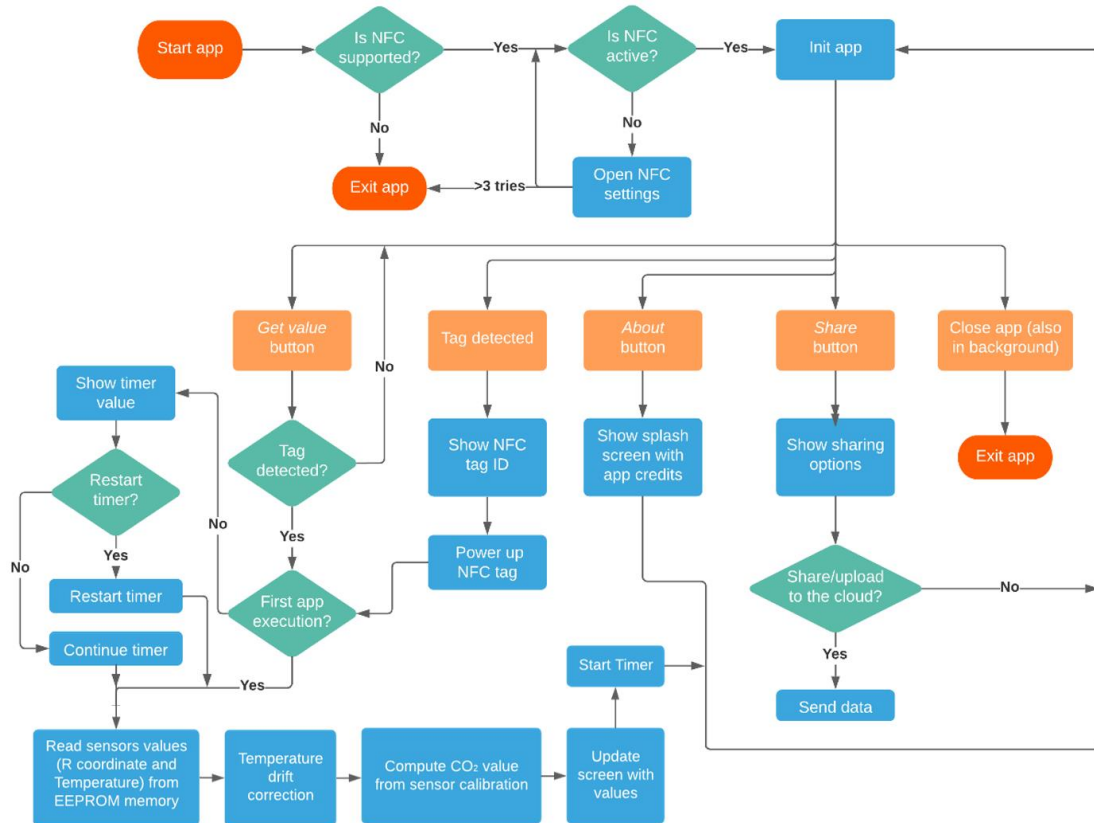 Start app
Is NFC
supported?
Yes
Is NFC
active?
Yes
Init app
No
No
Exit app
>3 tries
Open NFC
settings
Get value
button
Tag detected
About
button
Share
button
Close app (also
in background)
No
Show timer
value
Tag
detected?
Show NFC
tag ID
Show splash
screen with
app credits
Show sharing
options
Exit app
Restart
timer?
No
Yes
Power up
NFC tag
Yes
No
Restart timer
First app
execution?
Share/upload
to the cloud?
No
Continue timer
Yes
Start Timer
Yes
Send data
Read sensors values
(R coordinate and
Temperature) from
EEPROM memory
Temperature
drift
correction
Compute CO₂ value
from sensor calibration
Update
screen with
values